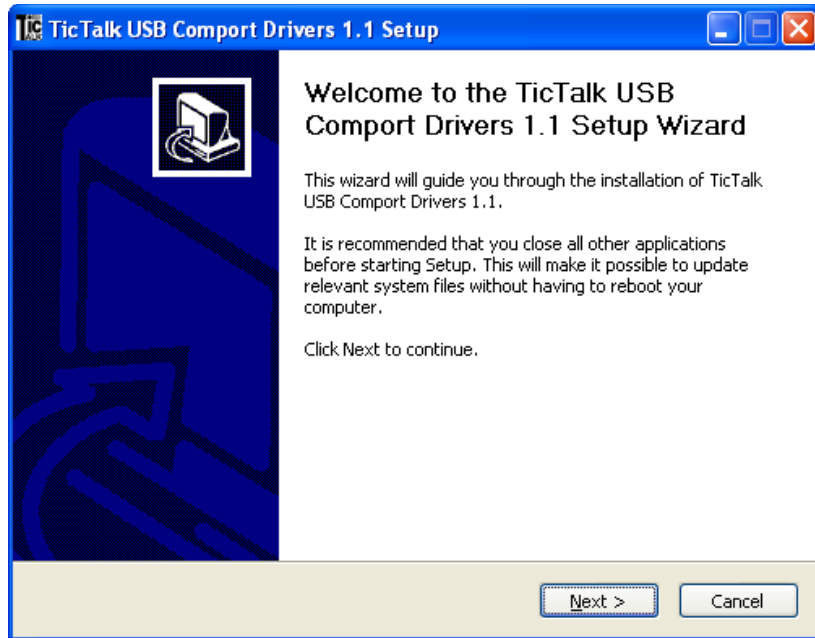 TicTalk USB Comport Drivers 1.1 Setup
Welcome to the TicTalk USB
Comport Drivers 1.1 Setup Wizard
This wizard will guide you through the installation of TicTalk
USB Comport Drivers 1.1.
It is recommended that you close all other applications
before starting Setup. This will make it possible to update
relevant system files without having to reboot your
computer.
Click Next to continue.
Next >
Cancel